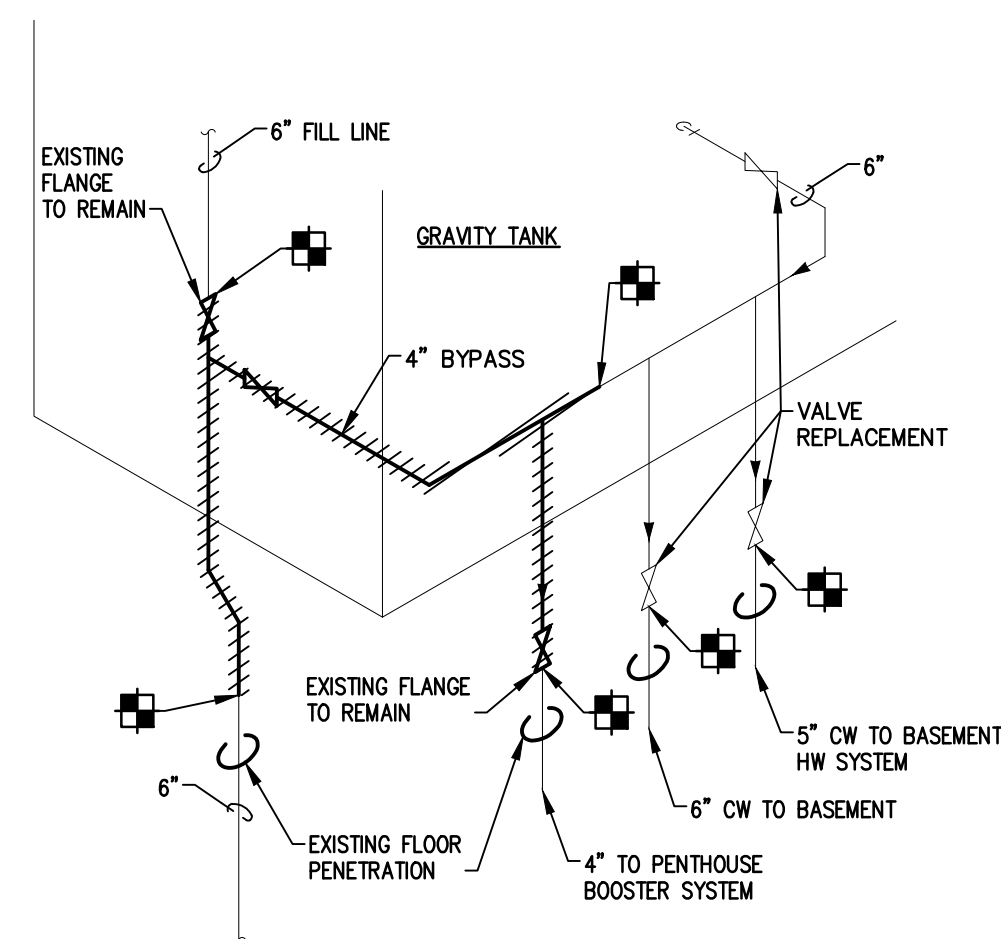 6” FILL LINE
EXISTING
FLANGE
TO REMAIN
6”
GRAVITY TANK
4” BYPASS
VALVE
REPLACEMENT
EXISTING FLANGE
TO REMAIN
5” CW TO BASEMENT
HW SYSTEM
6”
6” CW TO BASEMENT
EXISTING FLOOR
PENETRATION
4” TO PENTHOUSE
BOOSTER SYSTEM